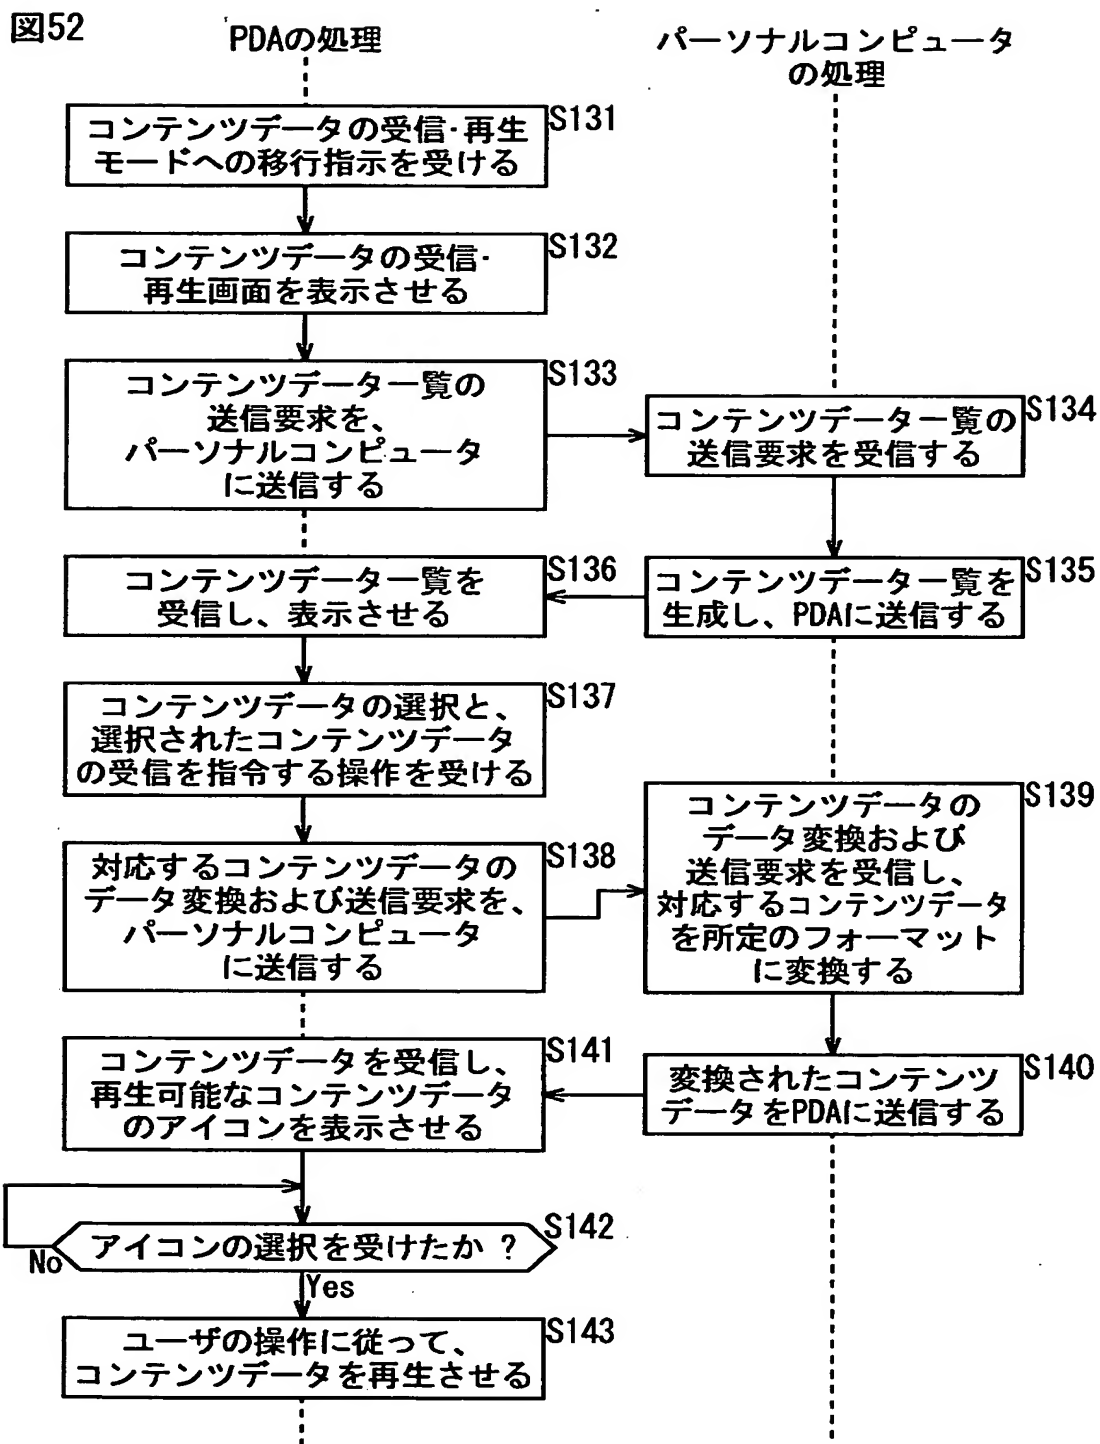 図52
PDAの処理
パーソナルコンピュータ
の処理
S131
コンテンツデータの受信・再生
モードへの移行指示を受ける
S132
コンテンツデータの受信・
再生画面を表示させる
S133
コンテンツデータ一覧の
送信要求を、
パーソナルコンピュータ
に送信する
S134
コンテンツデータ一覧の
送信要求を受信する
S135
コンテンツデータ一覧を
生成し、PDAに送信する
S136
コンテンツデータ一覧を
受信し、表示させる
S137
コンテンツデータの選択と、
選択されたコンテンツデータ
の受信を指令する操作を受ける
S138
対応するコンテンツデータの
データ変換および送信要求を、
パーソナルコンピュータ
に送信する
S139
コンテンツデータの
データ変換および
送信要求を受信し、
対応するコンテンツデータ
を所定のフォーマット
に変換する
S140
変換されたコンテンツ
データをPDAに送信する
S141
コンテンツデータを受信し、
再生可能なコンテンツデータ
のアイコンを表示させる
S142
アイコンの選択を受けたか ?
No
Yes
S143
ユーザの操作に従って、
コンテンツデータを再生させる